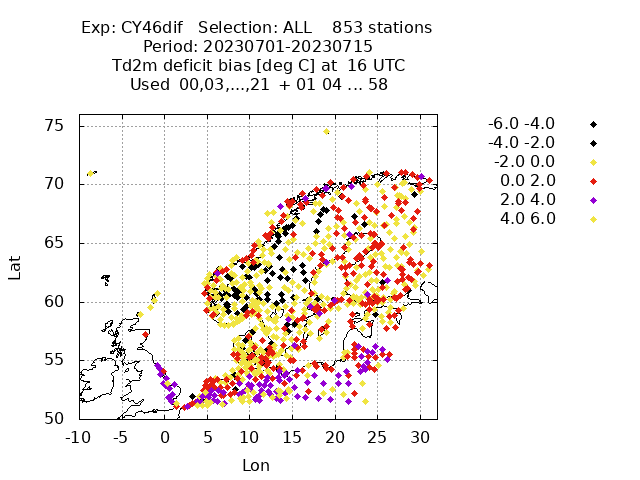 Exp: CY46dif   Selection: ALL    853 stations
Period: 20230701-20230715
Td2m deficit bias [deg C] at  16 UTC
Used  00,03,...,21  + 01 04 ... 58
-6.0 -4.0
-4.0 -2.0
-2.0 0.0
0.0 2.0
2.0 4.0
4.0 6.0
75
70
65
60
55
50
Lat
-10 -5 0 5 10 15 20 25 30
Lon